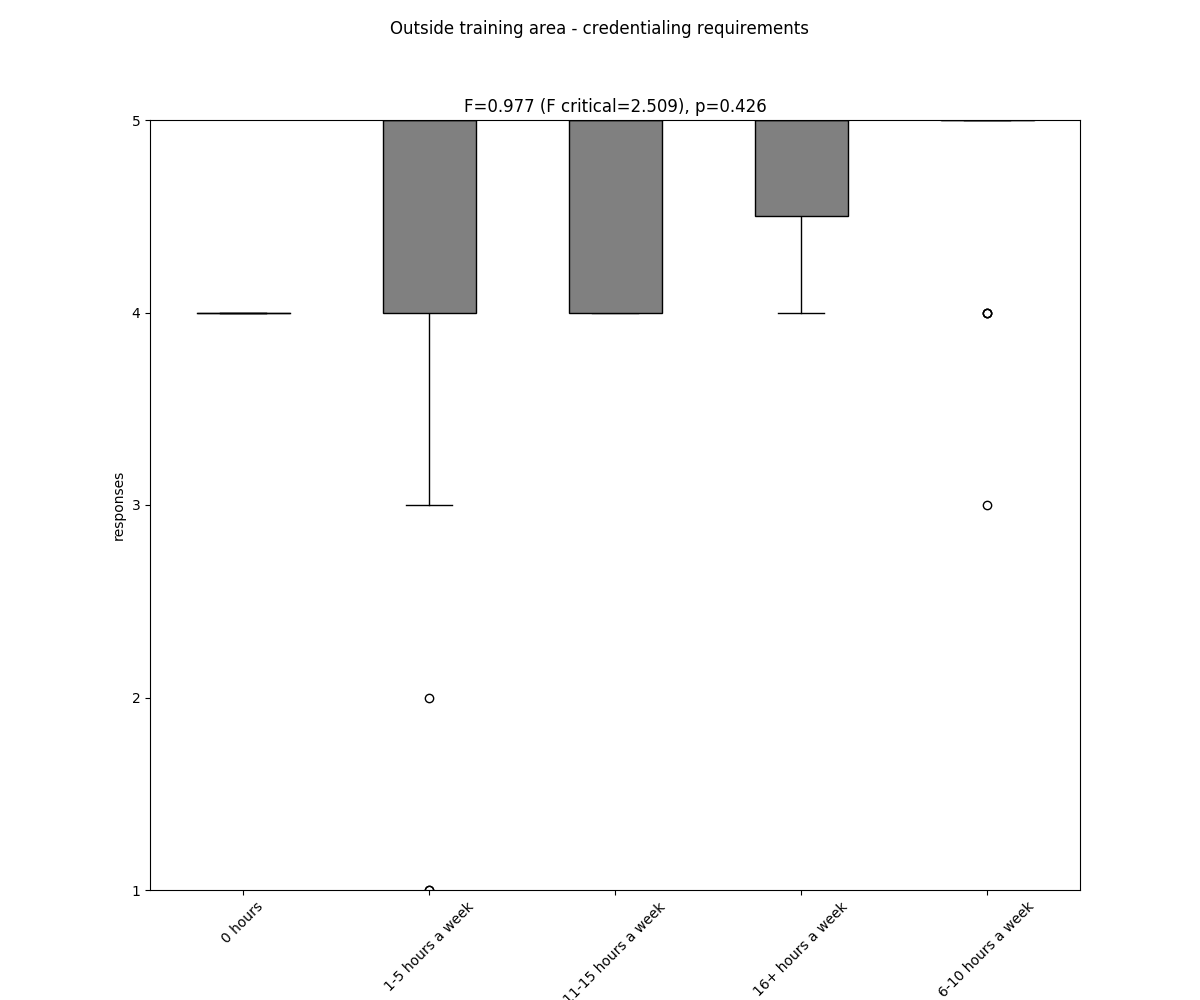 Outside training area - credentialing requirements
F=0.977 (F critical=2.509), p=0.426
5
4
3
2
1
responses
0 hours
1-5 hours a week
11-15 hours a week
16+ hours a week
6-10 hours a week